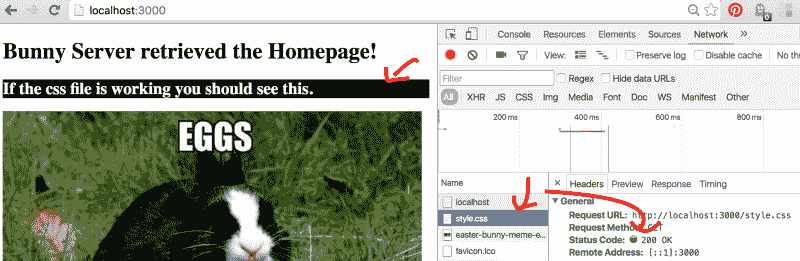 localhost:3000
Bunny Server retrieved the Homepage!
If the css file is working you should see this.
EGGS
Console Resources Elements Sources Network »
View: Preserve log Disable cache No thr
Filter Regex Hide data URLs
All XHR JS CSS Img Media Font Doc WS Manifest Other
200 ms 400 ms 600 ms 800 ms
Name
× Headers Preview Response Timing
localhost
style.css
easter-bunny-meme-e...
favicon.ico
General
Request URL: http://localhost:3000/style.css
Request Method: GET
Status Code: 200 OK
Remote Address: [::1]:3000